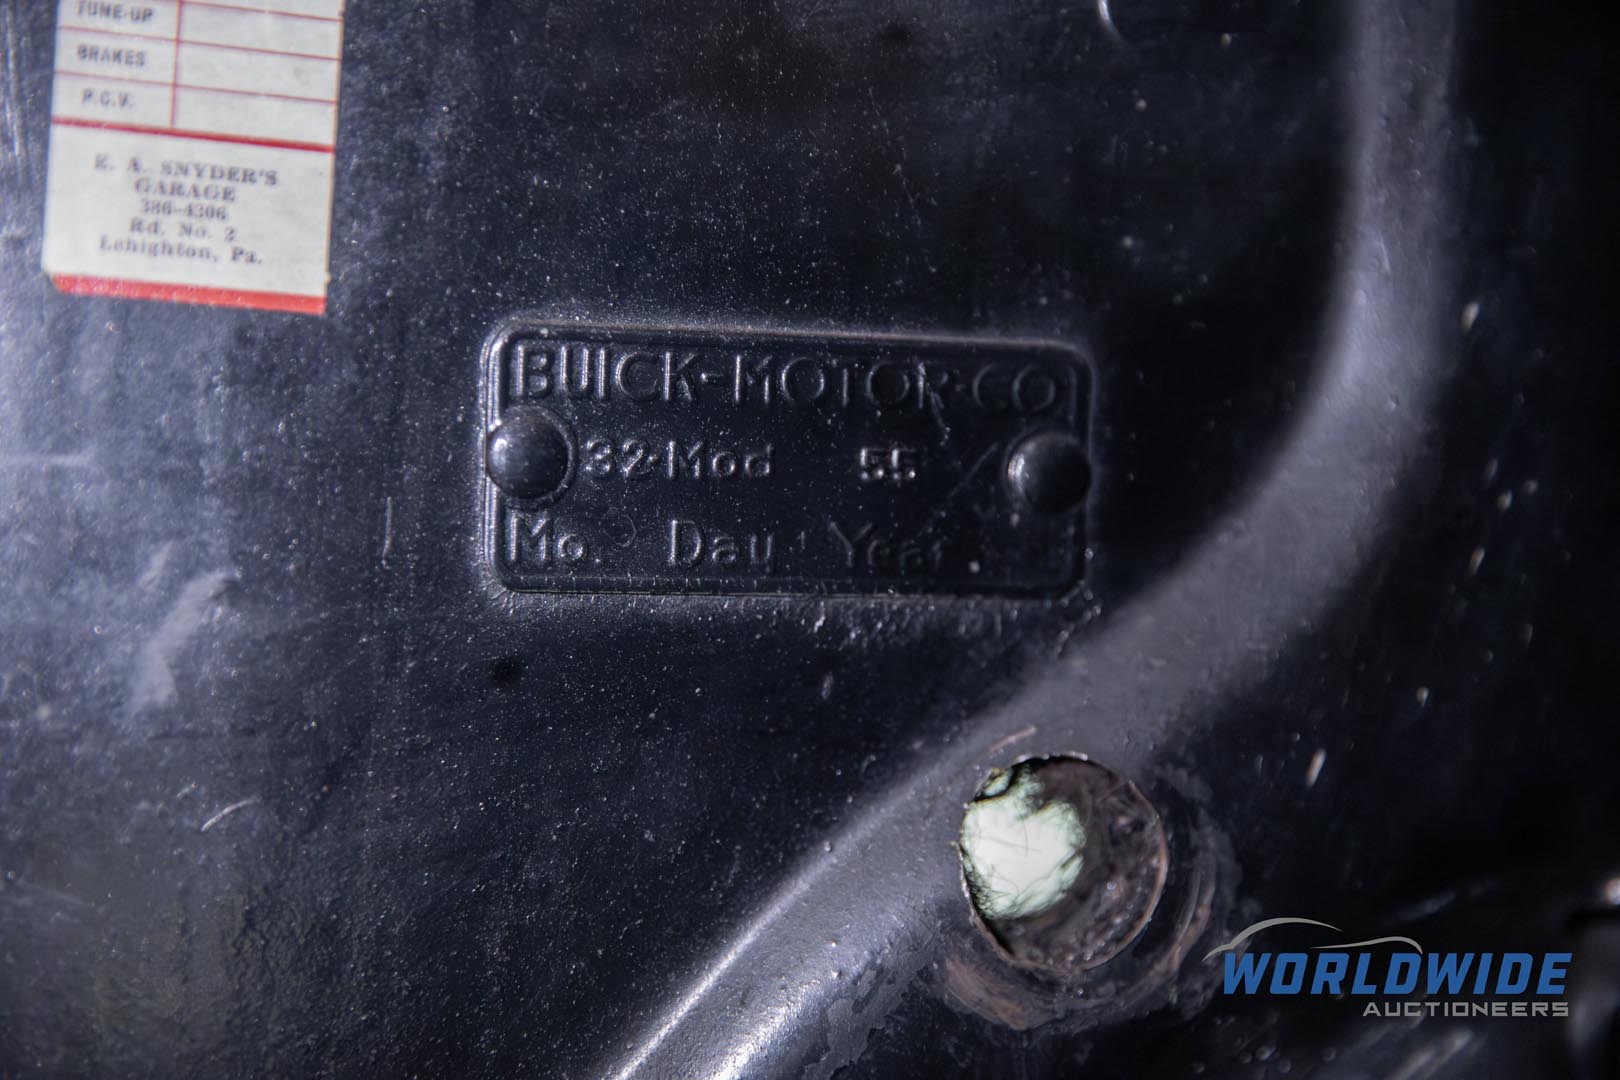 TUNE-UP
BRAKES
P.C.V.
E. A. SNYDER'S
GARAGE
386-4306
Rd. No. 2
Lehighton, Pa.
BUICK-MOTOR-CO
32-Mod 55
Mo. Day Year
WORLDWIDE
AUCTIONEERS